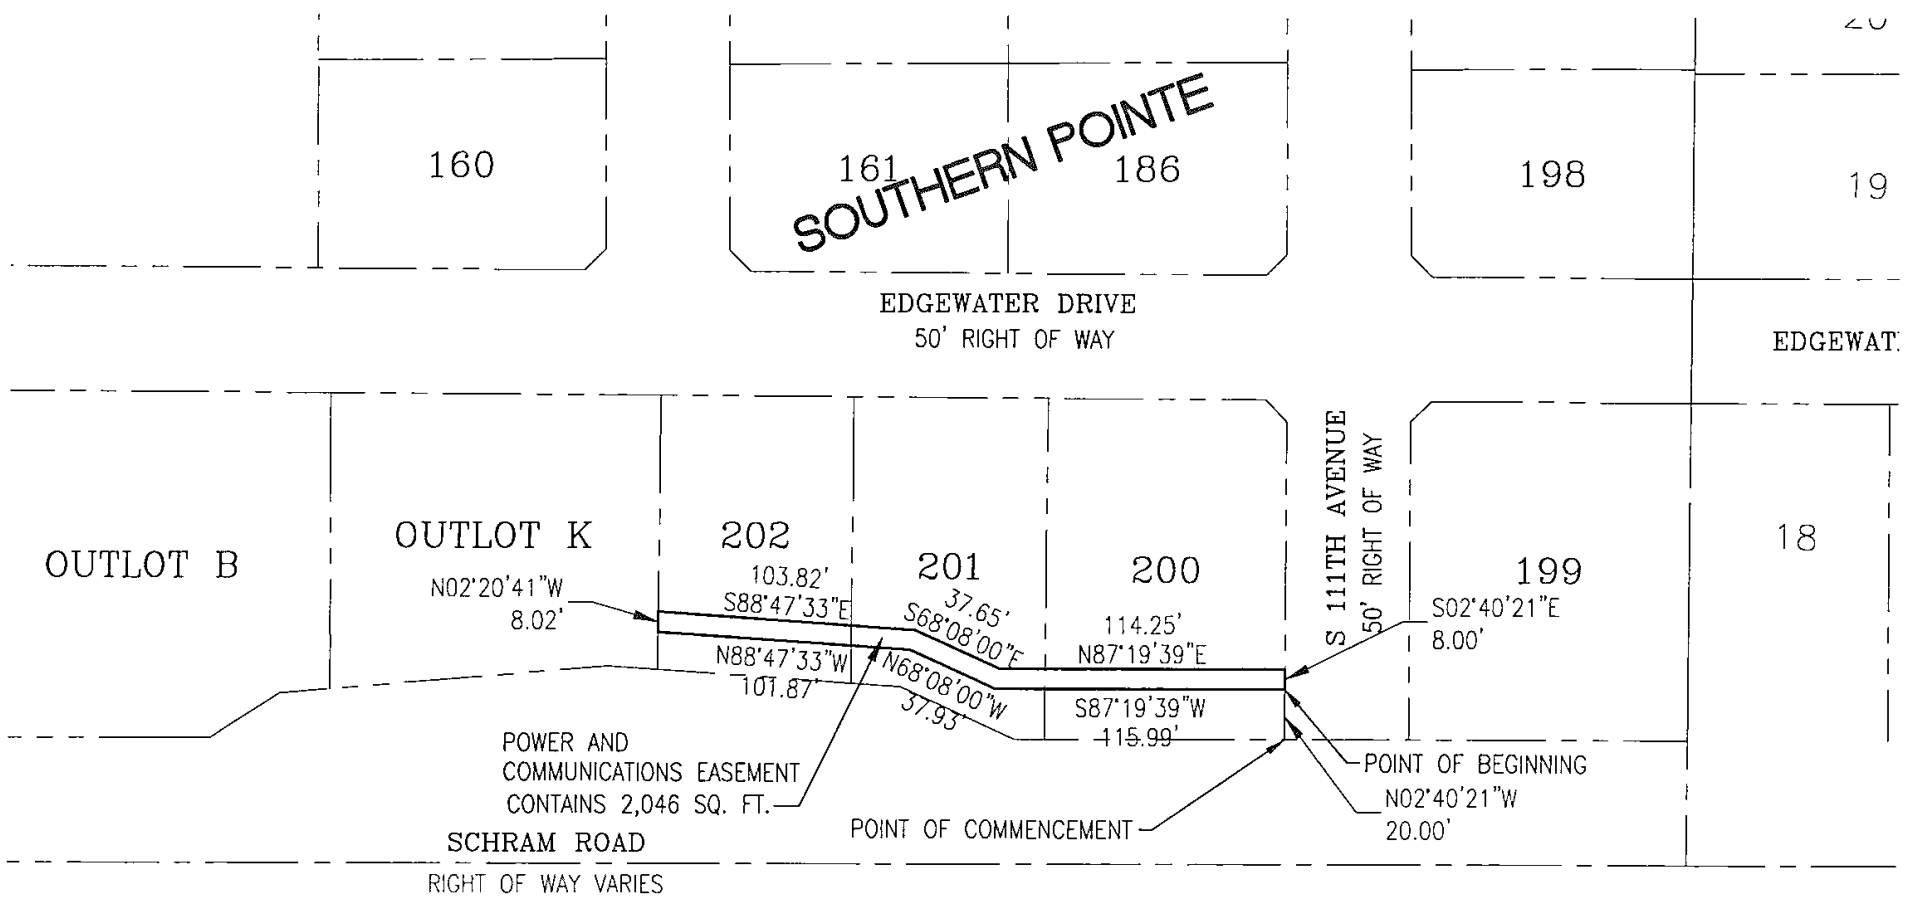 20
160
161
186
198
19
SOUTHERN POINTE
EDGEWATER DRIVE
50' RIGHT OF WAY
EDGEWAT
S 111TH AVENUE
50' RIGHT OF WAY
OUTLOT B
OUTLOT K
202
201
200
199
18
N02°20'41"W
8.02'
103.82'
S88°47'33"E
37.65'
S68°08'00"E
114.25'
N87°19'39"E
S02°40'21"E
8.00'
N88°47'33"W
101.87'
N68°08'00"W
37.93'
S87°19'39"W
115.99'
POWER AND
COMMUNICATIONS EASEMENT
CONTAINS 2,046 SQ. FT.
POINT OF BEGINNING
N02°40'21"W
20.00'
POINT OF COMMENCEMENT
SCHRAM ROAD
RIGHT OF WAY VARIES